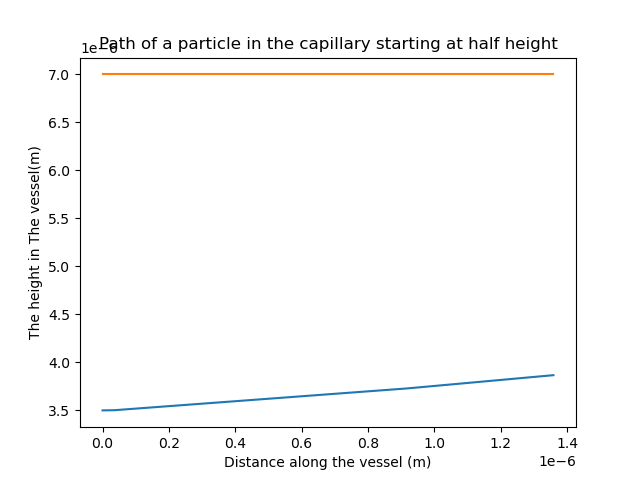 Path of a particle in the capillary starting at half height
1e−6
7.0
6.5
6.0
5.5
5.0
4.5
4.0
3.5
The height in The vessel(m)
0.0 0.2 0.4 0.6 0.8 1.0 1.2 1.4
1e−6
Distance along the vessel (m)